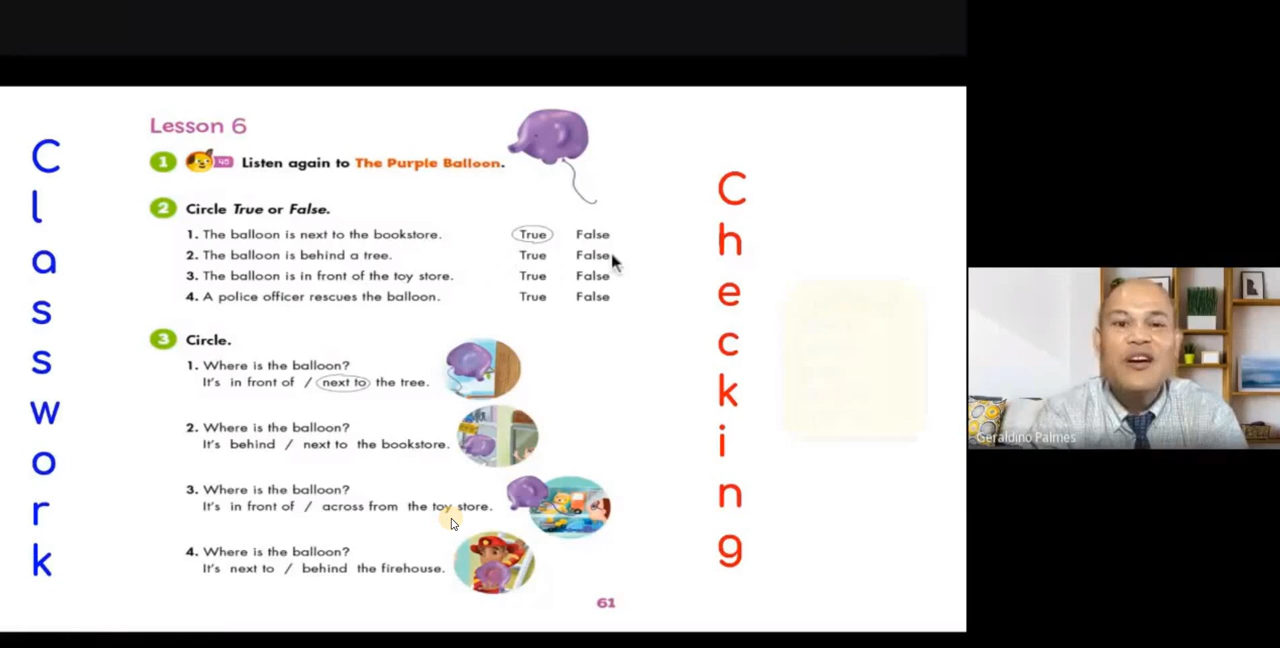 Classwork
Lesson 6
1 45 Listen again to The Purple Balloon.
2 Circle True or False.
1. The balloon is next to the bookstore. True False
2. The balloon is behind a tree. True False
3. The balloon is in front of the toy store. True False
4. A police officer rescues the balloon. True False
3 Circle.
1. Where is the balloon?
It's in front of / next to the tree.
2. Where is the balloon?
It's behind / next to the bookstore.
3. Where is the balloon?
It's in front of / across from the toy store.
4. Where is the balloon?
It's next to / behind the firehouse.
61
Checking
Geraldino Palmes